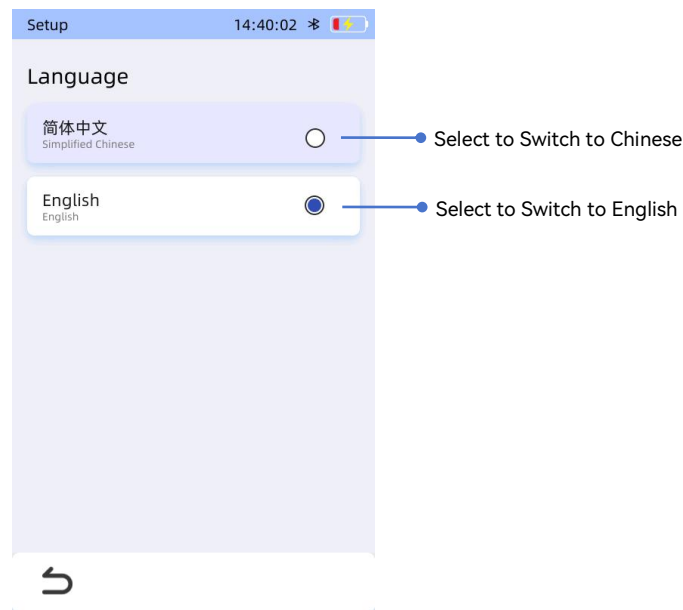 Setup 14:40:02
Language
简体中文
Simplified Chinese
Select to Switch to Chinese
English
English
Select to Switch to English